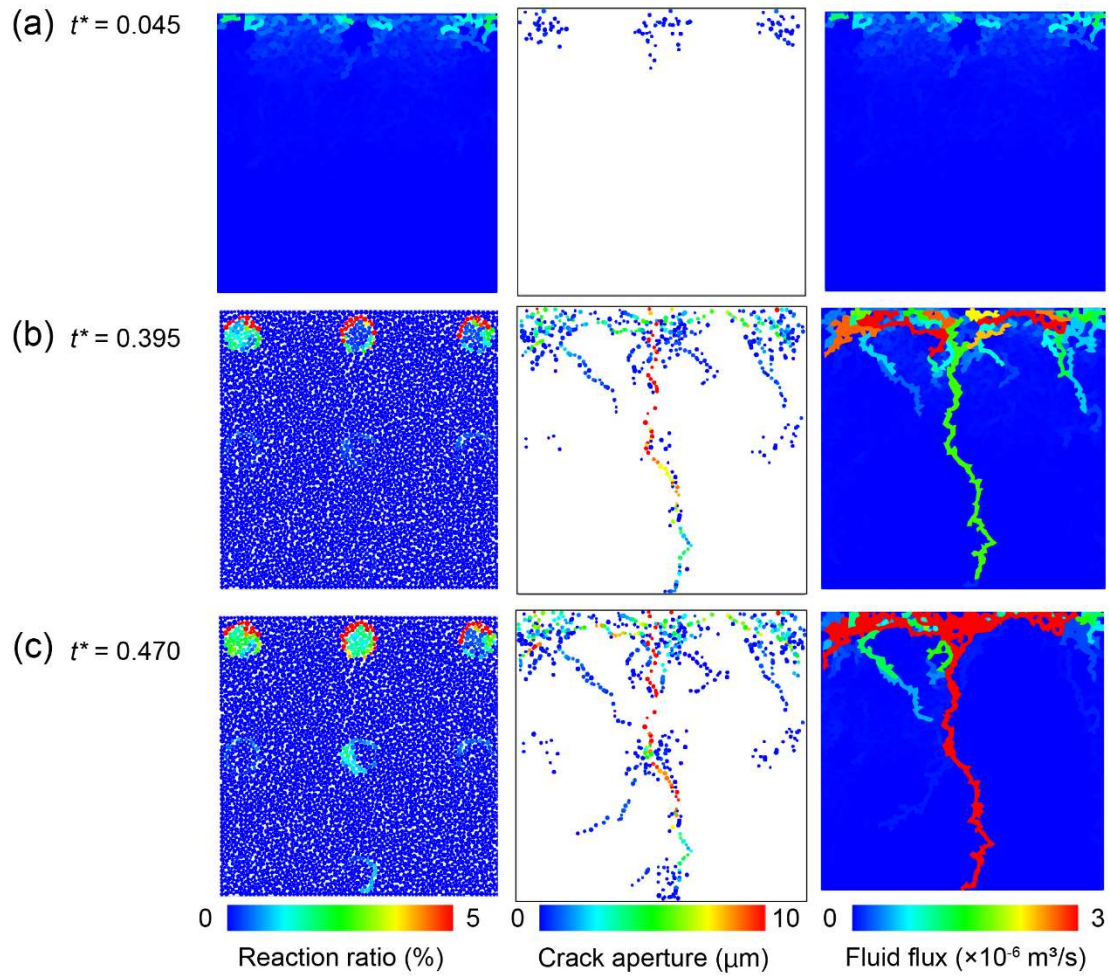 (a) t* = 0.045
(b) t* = 0.395
(c) t* = 0.470
0 5 0 10 0 3
Reaction ratio (%) Crack aperture (μm) Fluid flux (×10⁻⁶ m³/s)